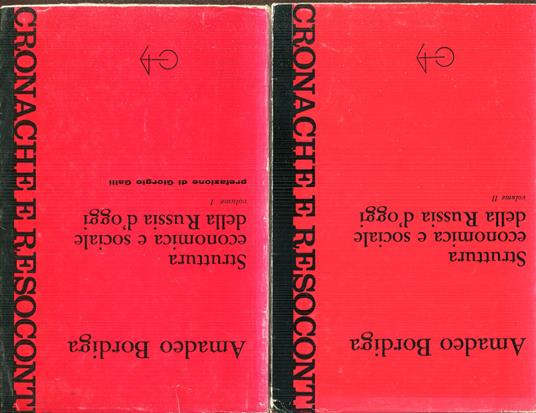 Amadeo Bordiga
Struttura
economica e sociale
della Russia d'oggi
volume I
prefazione di Giorgio Galli
CRONACHE E RESOCONTI
Amadeo Bordiga
Struttura
economica e sociale
della Russia d'oggi
volume II
CRONACHE E RESOCONTI